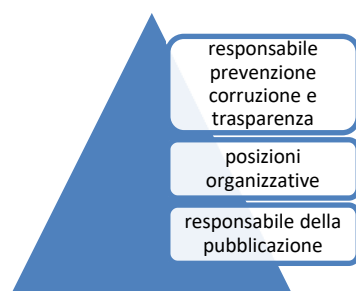 responsabile
prevenzione
corruzione e
trasparenza
posizioni
organizzative
responsabile della
pubblicazione